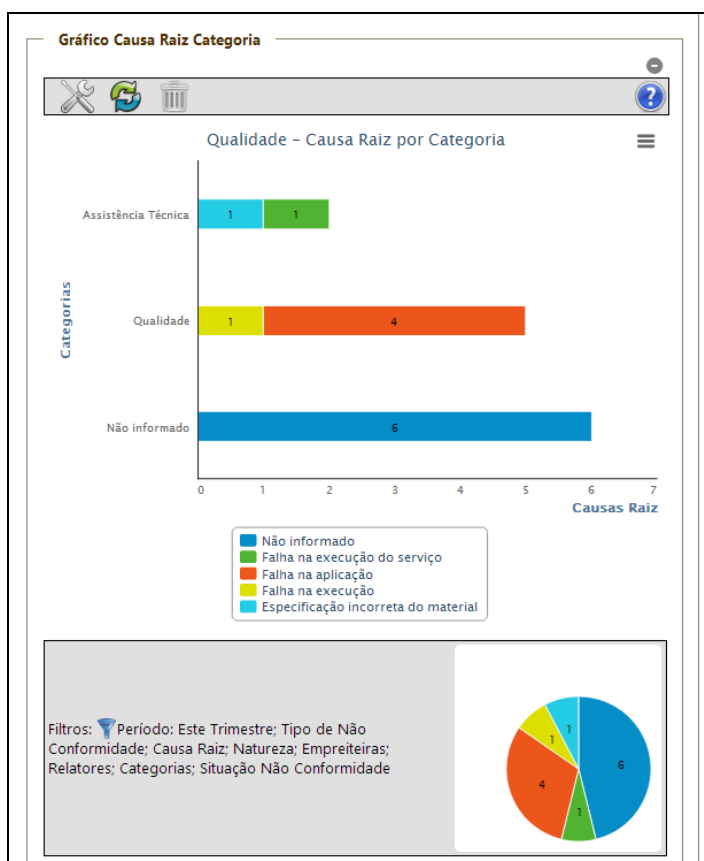 Gráfico Causa Raiz Categoria
?
Qualidade – Causa Raiz por Categoria
Assistência Técnica
1
1
Categorias
Qualidade
1
4
Não informado
6
0 1 2 3 4 5 6 7
Causas Raiz
Não informado
Falha na execução do serviço
Falha na aplicação
Falha na execução
Especificação incorreta do material
Filtros: Período: Este Trimestre; Tipo de Não
Conformidade; Causa Raiz; Natureza; Empreiteiras;
Relatores; Categorias; Situação Não Conformidade
1
1
6
4
1